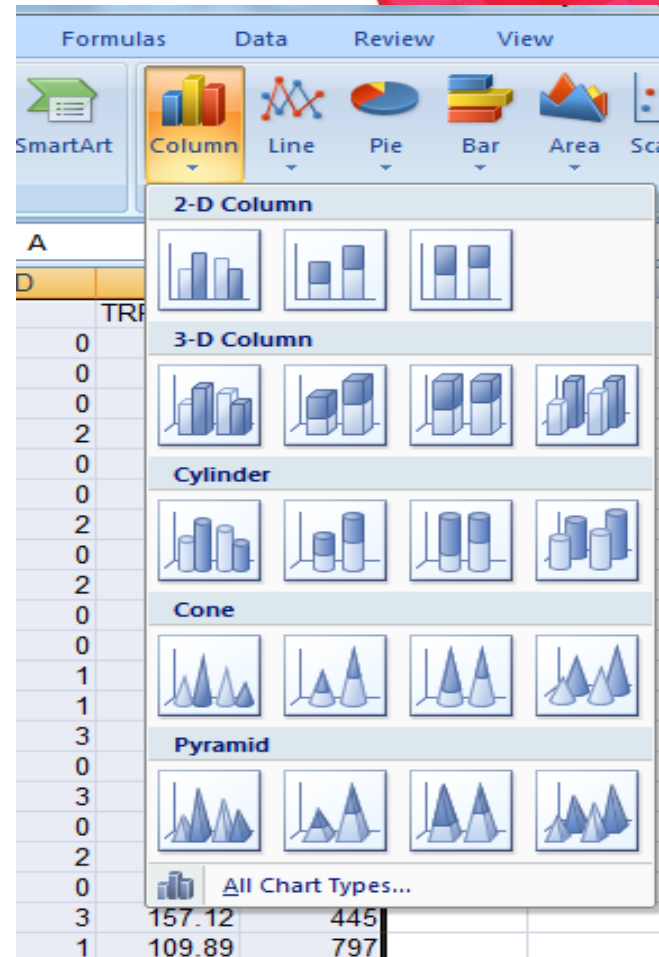 Formulas Data Review View
SmartArt Column Line Pie Bar Area
2-D Column
A
D
3-D Column
0
0
0
2
0
Cylinder
0
2
0
2
0
Cone
0
1
1
3
Pyramid
0
3
0
2
0
All Chart Types...
3 157.12 445
1 109.89 797